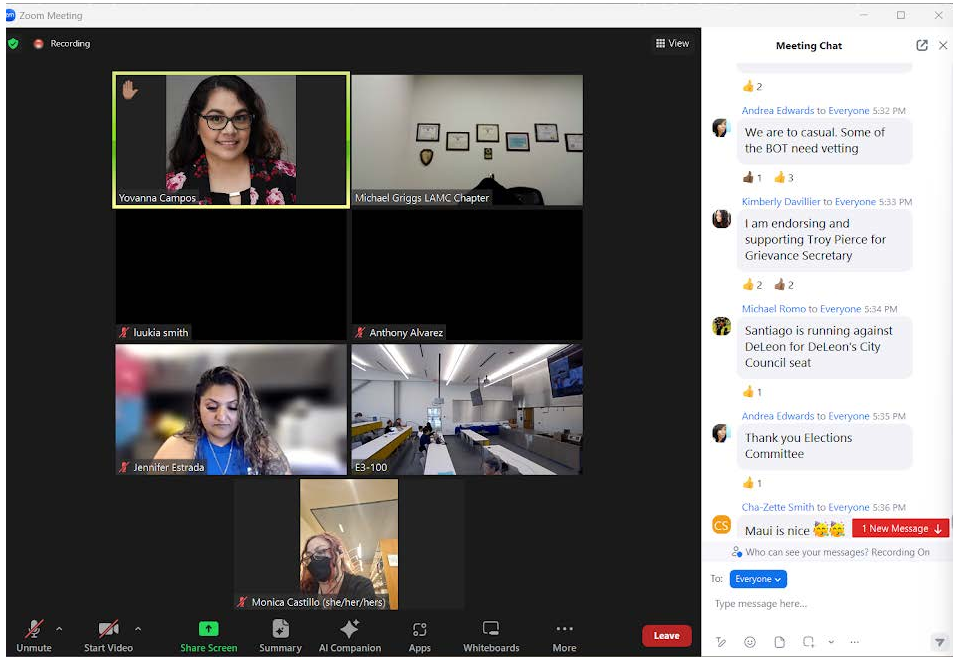 Zoom Meeting
Recording
View
Yovanna Campos
Michael Griggs LAMC Chapter
luukia smith
Anthony Alvarez
Jennifer Estrada
E3-100
Monica Castillo (she/her/hers)
Meeting Chat
2
Andrea Edwards to Everyone 5:32 PM
We are to casual. Some of
the BOT need vetting
1 3
Kimberly Davillier to Everyone 5:33 PM
I am endorsing and
supporting Troy Pierce for
Grievance Secretary
2 2
Michael Romo to Everyone 5:34 PM
Santiago is running against
DeLeon for DeLeon's City
Council seat
1
Andrea Edwards to Everyone 5:35 PM
Thank you Elections
Committee
1
Cha-Zette Smith to Everyone 5:36 PM
CS
Maui is nice 🥳🥳
1 New Message
Who can see your messages? Recording On
To: Everyone
Type message here...
Unmute
Start Video
Share Screen
Summary
AI Companion
Apps
Whiteboards
More
Leave